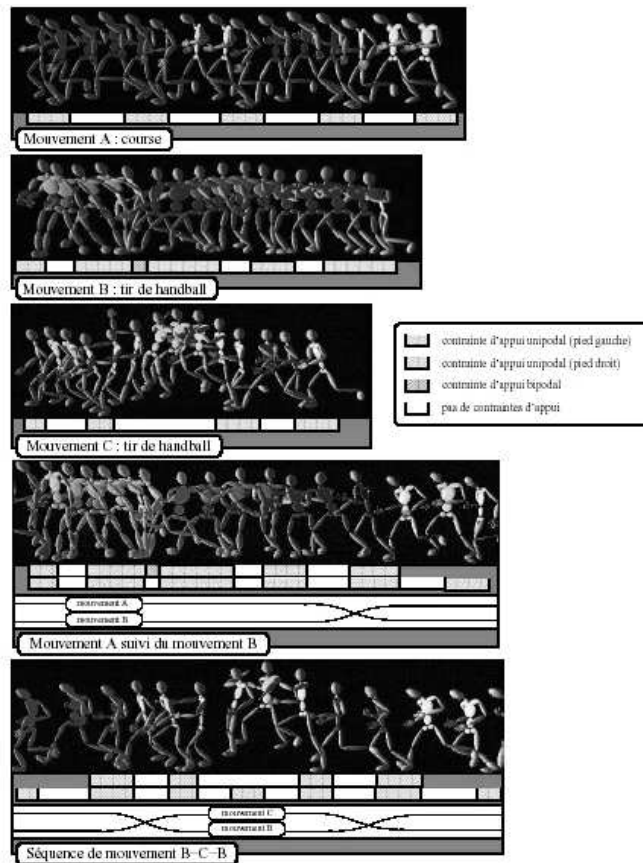 Mouvement A : course
Mouvement B : tir de handball
Mouvement C : tir de handball
contrainte d'appui unipodal (pied gauche)
contrainte d'appui unipodal (pied droit)
contrainte d'appui bipodal
pas de contraintes d'appui
mouvement A
mouvement B
Mouvement A suivi du mouvement B
mouvement C
mouvement B
Séquence de mouvement B-C-B